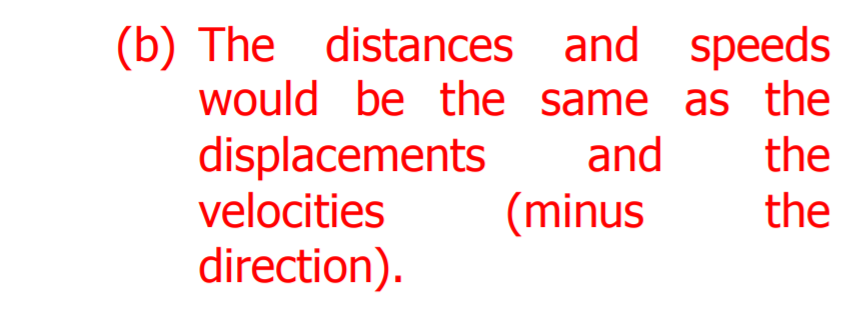 (b) The distances and speeds
would be the same as the
displacements and the
velocities (minus the
direction).